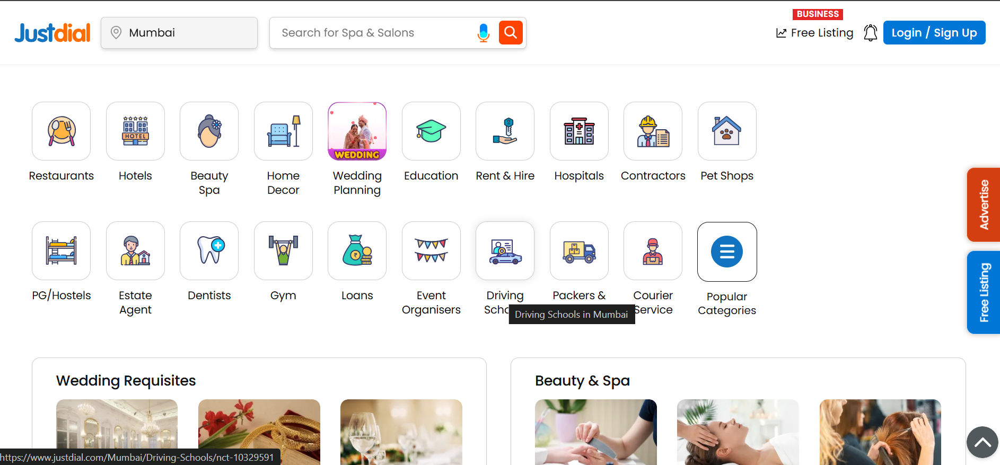 Justdial
Mumbai
Search for Spa & Salons
BUSINESS
Free Listing
Login / Sign Up
HOTEL
WEDDING
Restaurants
Hotels
Beauty
Spa
Home
Decor
Wedding
Planning
Education
Rent & Hire
Hospitals
Contractors
Pet Shops
Advertise
Free Listing
PG/Hostels
Estate
Agent
Dentists
Gym
Loans
Event
Organisers
Driving
Packers &
Courier
Service
Popular
Categories
Driving Schools in Mumbai
Wedding Requisites
Beauty & Spa
https://www.justdial.com/Mumbai/Driving-Schools/nct-10329591